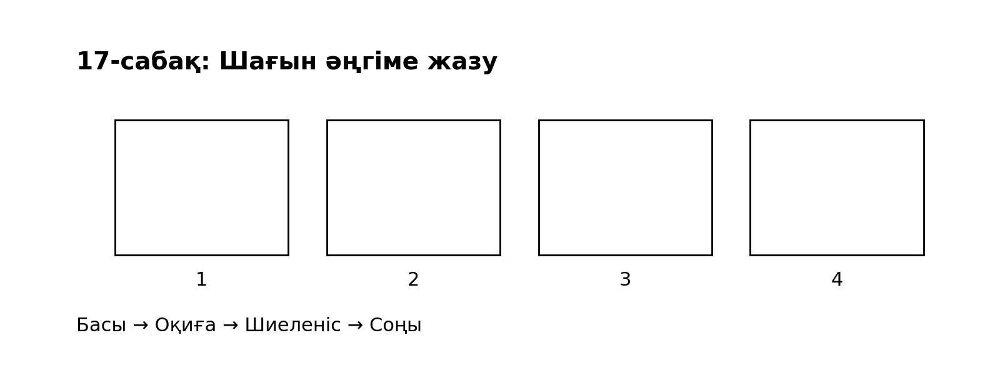 17-сабақ: Шағын әңгіме жазу
1 2 3 4
Басы → Оқиға → Шиеленіс → Соңы